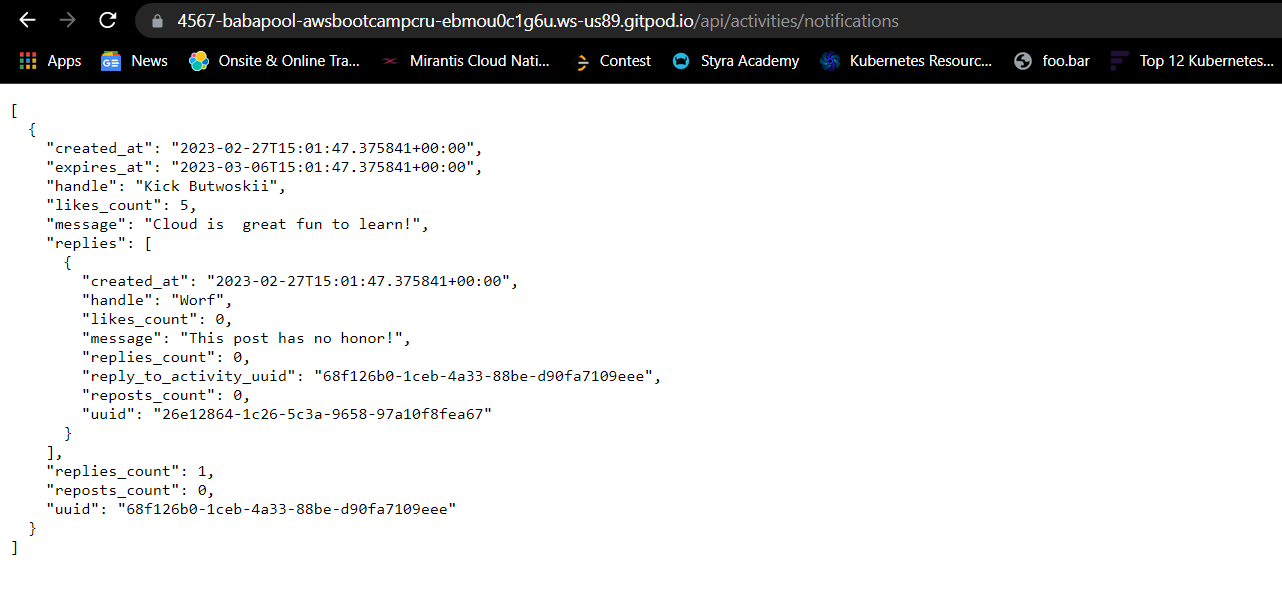 4567-babapool-awsbootcampcru-ebmou0c1g6u.ws-us89.gitpod.io/api/activities/notifications
Apps News Onsite & Online Tra... Mirantis Cloud Nati... Contest Styra Academy Kubernetes Resourc... foo.bar Top 12 Kubernetes...
[
  {
    "created_at": "2023-02-27T15:01:47.375841+00:00",
    "expires_at": "2023-03-06T15:01:47.375841+00:00",
    "handle": "Kick Butwoskii",
    "likes_count": 5,
    "message": "Cloud is  great fun to learn!",
    "replies": [
      {
        "created_at": "2023-02-27T15:01:47.375841+00:00",
        "handle": "Worf",
        "likes_count": 0,
        "message": "This post has no honor!",
        "replies_count": 0,
        "reply_to_activity_uuid": "68f126b0-1ceb-4a33-88be-d90fa7109eee",
        "reposts_count": 0,
        "uuid": "26e12864-1c26-5c3a-9658-97a10f8fea67"
      }
    ],
    "replies_count": 1,
    "reposts_count": 0,
    "uuid": "68f126b0-1ceb-4a33-88be-d90fa7109eee"
  }
]